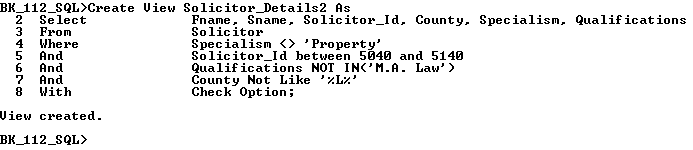 BK_112_SQL>Create View Solicitor_Details2 As
2 Select Fname, Sname, Solicitor_Id, County, Specialism, Qualifications
3 From Solicitor
4 Where Specialism <> 'Property'
5 And Solicitor_Id between 5040 and 5140
6 And Qualifications NOT IN('M.A. Law')
7 And County Not Like '%L%'
8 With Check Option;
View created.
BK_112_SQL>